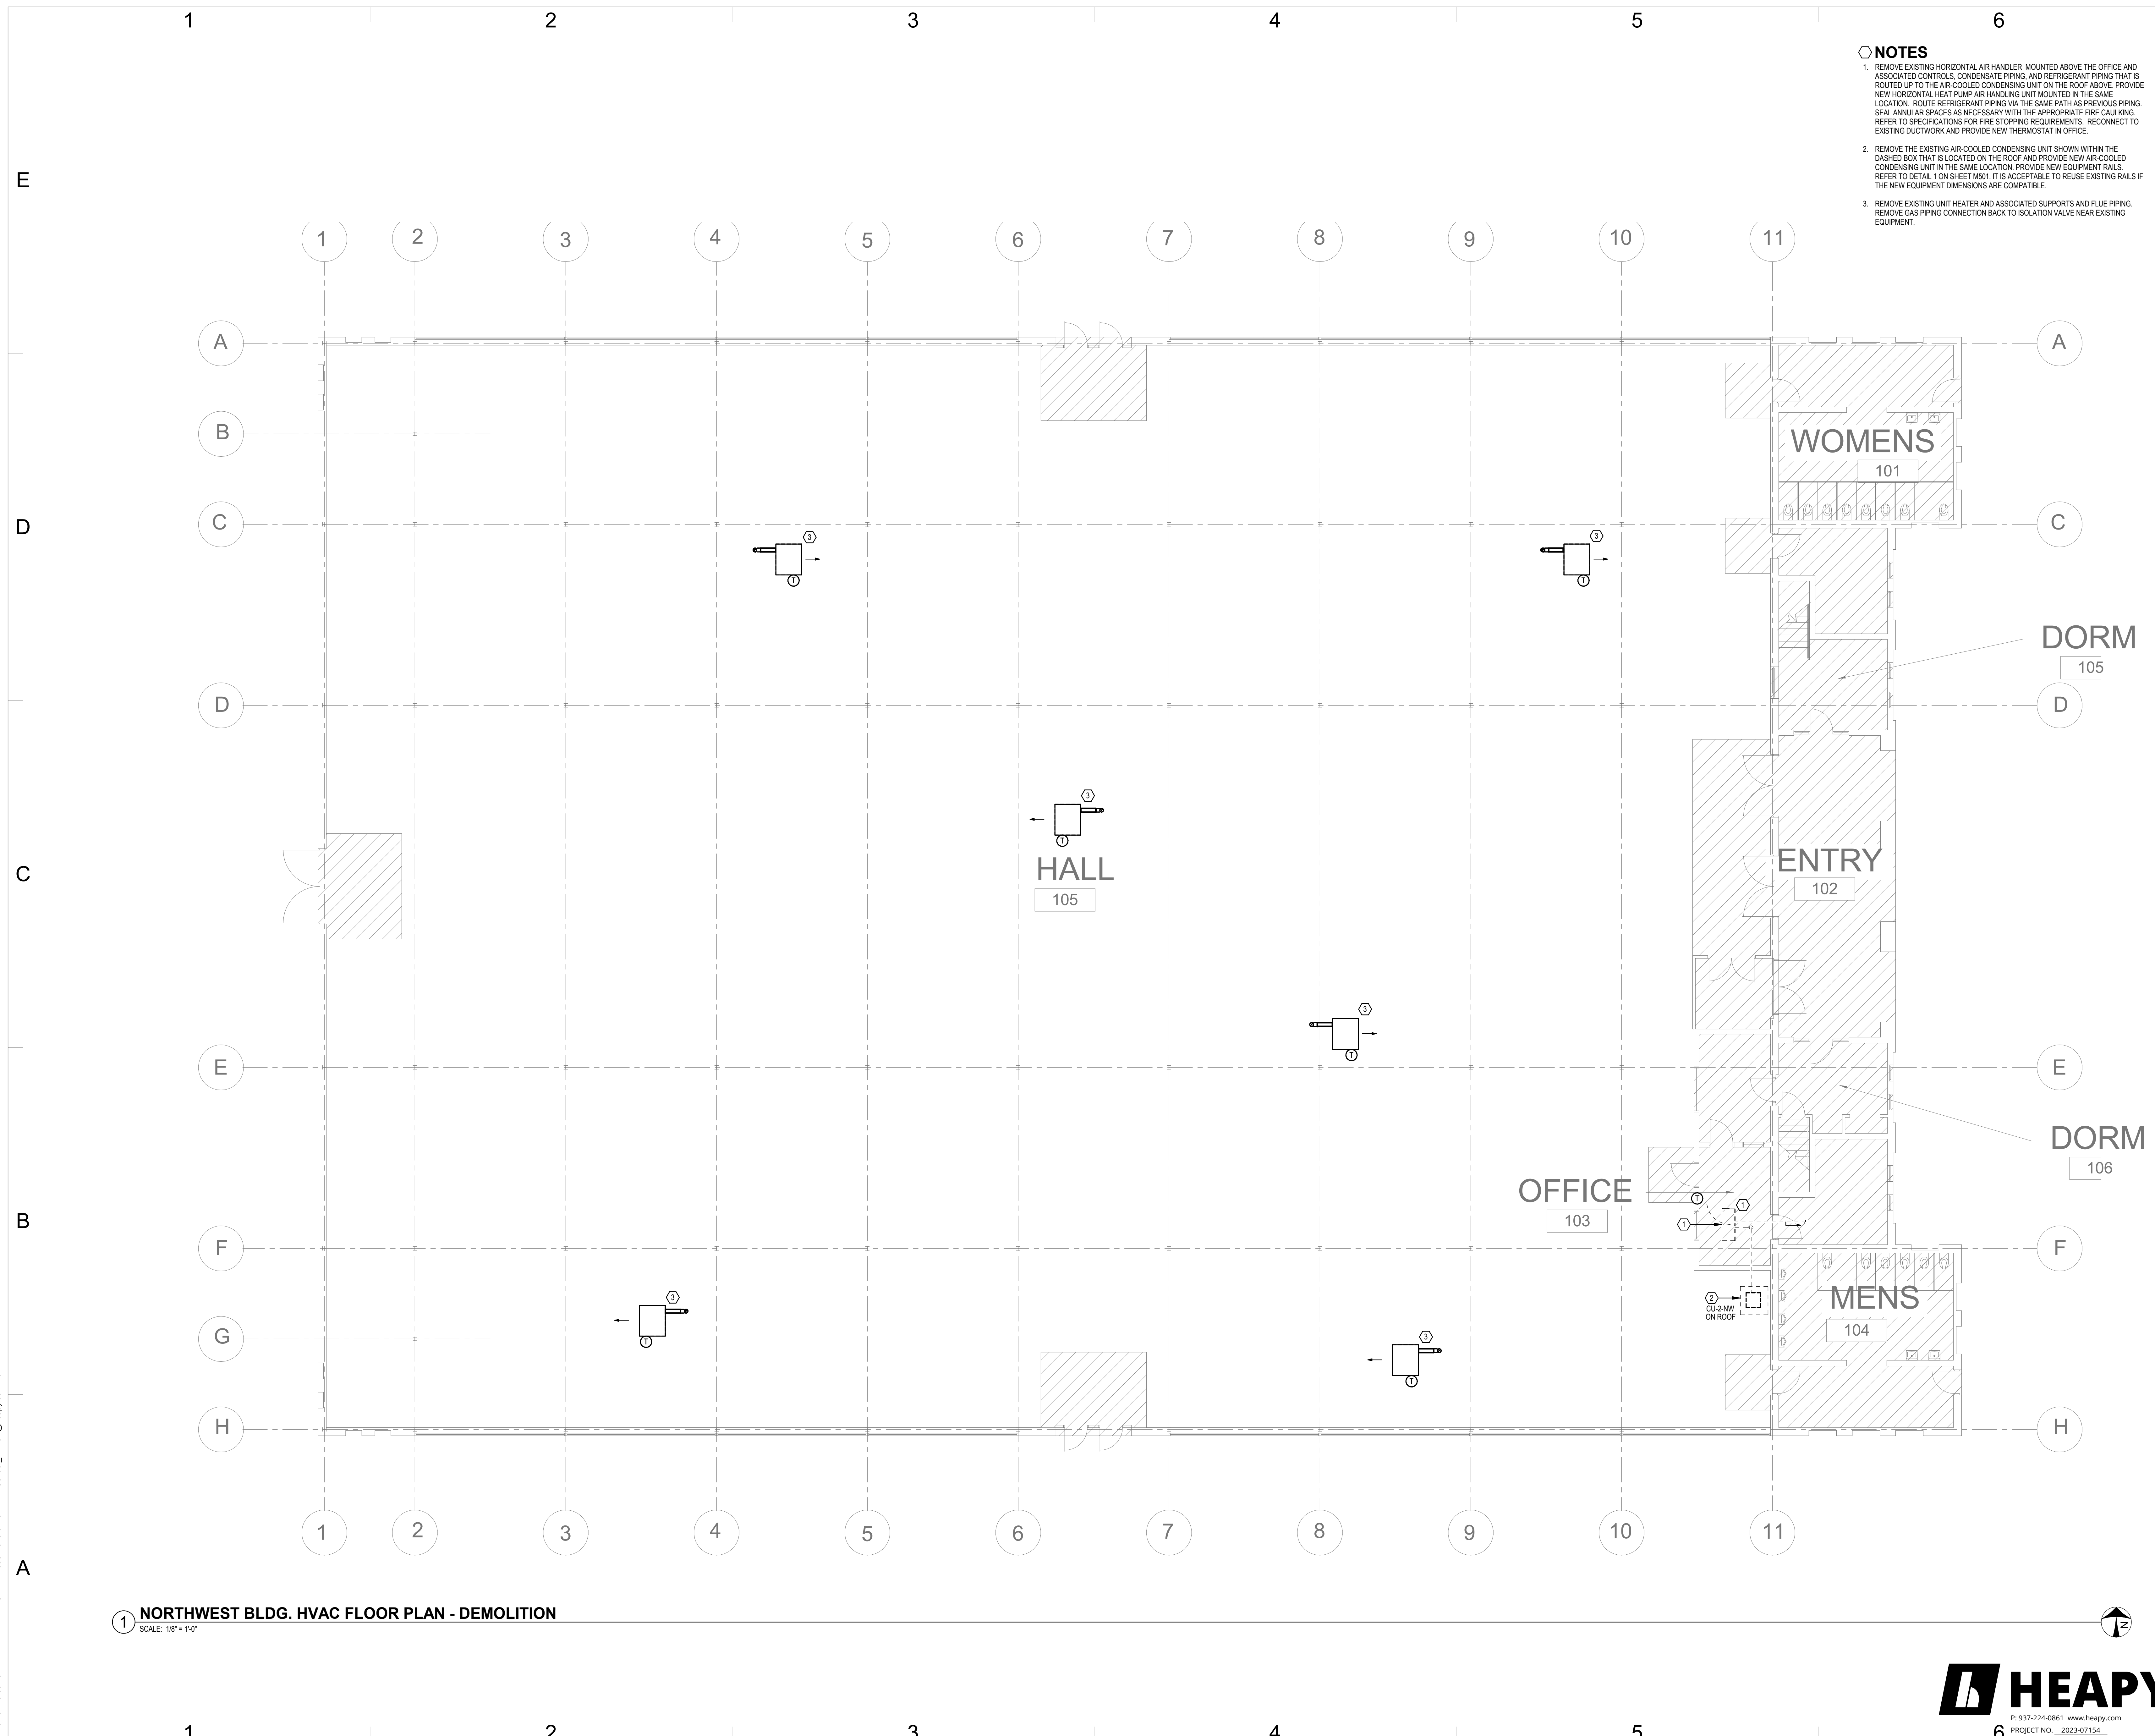 1 2 3 4 5 6
NOTES
1. REMOVE EXISTING HORIZONTAL AIR HANDLER MOUNTED ABOVE THE OFFICE AND
ASSOCIATED CONTROLS, CONDENSATE PIPING, AND REFRIGERANT PIPING THAT IS
ROUTED UP TO THE AIR-COOLED CONDENSING UNIT ON THE ROOF ABOVE. PROVIDE
NEW HORIZONTAL HEAT PUMP AIR HANDLING UNIT MOUNTED IN THE SAME
LOCATION. ROUTE REFRIGERANT PIPING VIA THE SAME PATH AS PREVIOUS PIPING.
SEAL ANNULAR SPACES AS NECESSARY WITH THE APPROPRIATE FIRE CAULKING.
REFER TO SPECIFICATIONS FOR FIRE STOPPING REQUIREMENTS. RECONNECT TO
EXISTING DUCTWORK AND PROVIDE NEW THERMOSTAT IN OFFICE.
2. REMOVE THE EXISTING AIR-COOLED CONDENSING UNIT SHOWN WITHIN THE
DASHED BOX THAT IS LOCATED ON THE ROOF AND PROVIDE NEW AIR-COOLED
CONDENSING UNIT IN THE SAME LOCATION. PROVIDE NEW EQUIPMENT RAILS.
REFER TO DETAIL 1 ON SHEET M501. IT IS ACCEPTABLE TO REUSE EXISTING RAILS IF
THE NEW EQUIPMENT DIMENSIONS ARE COMPATIBLE.
3. REMOVE EXISTING UNIT HEATER AND ASSOCIATED SUPPORTS AND FLUE PIPING.
REMOVE GAS PIPING CONNECTION BACK TO ISOLATION VALVE NEAR EXISTING
EQUIPMENT.
E
1 2 3 4 5 6 7 8 9 10 11
A A
B
WOMENS
101
C C
D
3 3
T T
DORM
105
D D
3
T
HALL
105
C
ENTRY
102
3
T
E E
DORM
106
OFFICE
103
T
1
1
B
F F
2
CU-2-NW
ON ROOF
MENS
104
3
T
G
3
T
H H
1 2 3 4 5 6 7 8 9 10 11
A
1 NORTHWEST BLDG. HVAC FLOOR PLAN - DEMOLITION
SCALE: 1/8" = 1'-0"
N
HEAPY
P: 937-224-0861 www.heapy.com
PROJECT NO. 2023-07154
1 2 3 4 5 6